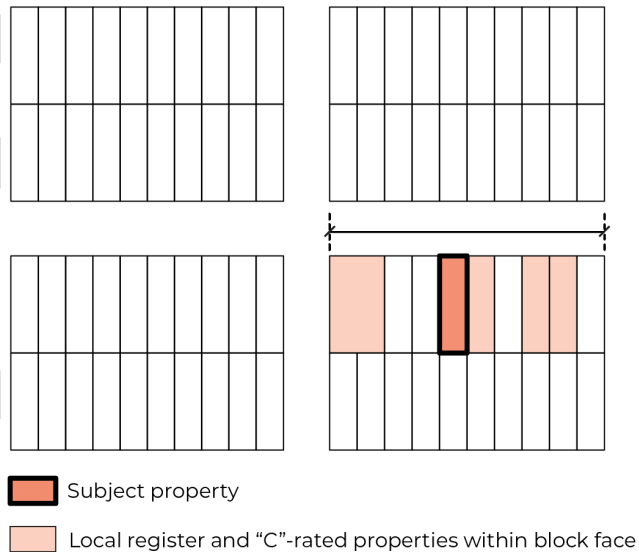 Subject property
Local register and “C”-rated properties within block face